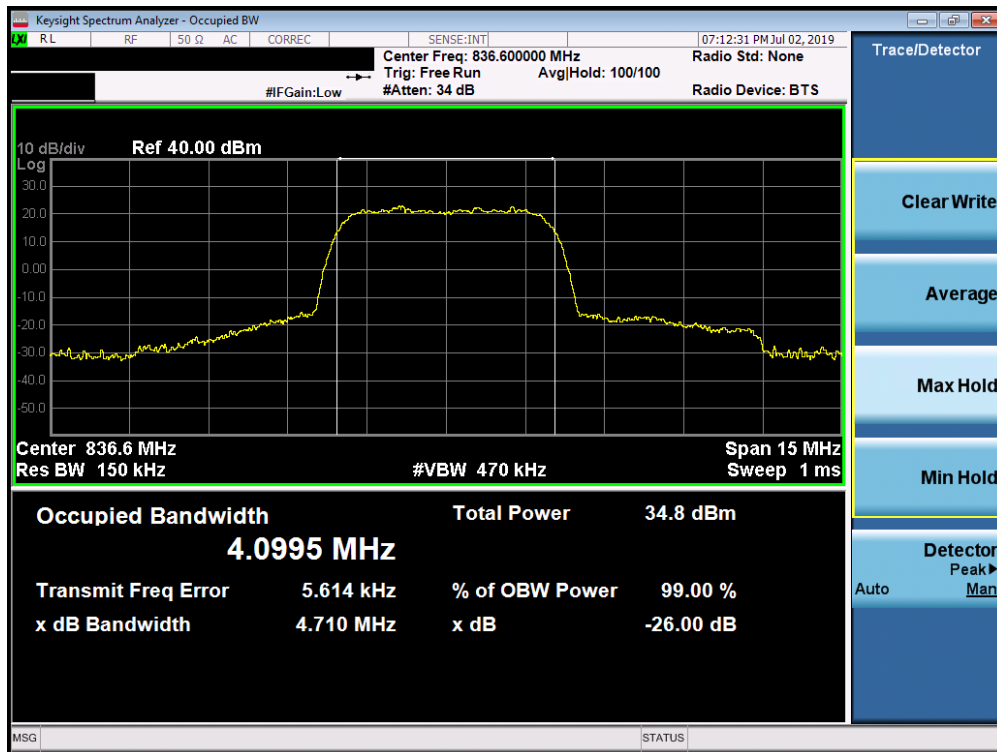 Keysight Spectrum Analyzer - Occupied BW
LXI RL RF 50 Ω AC CORREC SENSE:INT 07:12:31 PM Jul 02, 2019
Center Freq: 836.600000 MHz Radio Std: None
Trig: Free Run Avg|Hold: 100/100
#IFGain:Low #Atten: 34 dB Radio Device: BTS
10 dB/div Ref 40.00 dBm
Log
30.0
20.0
10.0
0.00
-10.0
-20.0
-30.0
-40.0
-50.0
Center 836.6 MHz Span 15 MHz
Res BW 150 kHz #VBW 470 kHz Sweep 1 ms
Occupied Bandwidth Total Power 34.8 dBm
4.0995 MHz
Transmit Freq Error 5.614 kHz % of OBW Power 99.00 %
x dB Bandwidth 4.710 MHz x dB -26.00 dB
MSG STATUS
Trace/Detector
Clear Write
Average
Max Hold
Min Hold
Detector
Peak▶
Auto Man